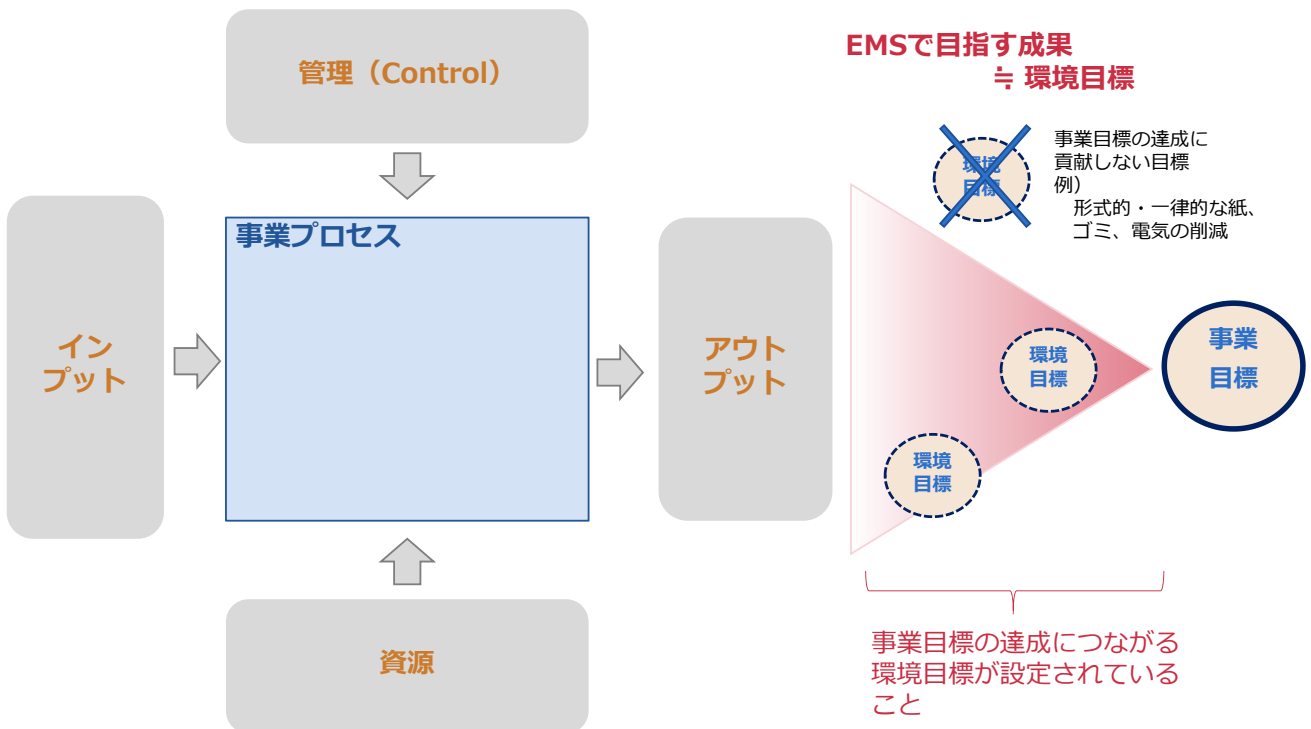 管理（Control）
EMSで目指す成果
≒ 環境目標
環境
目標
事業目標の達成に
貢献しない目標
例）
形式的・一律的な紙、
ゴミ、電気の削減
事業プロセス
イン
プット
アウト
プット
環境
目標
事業
目標
環境
目標
資源
事業目標の達成につながる
環境目標が設定されている
こと